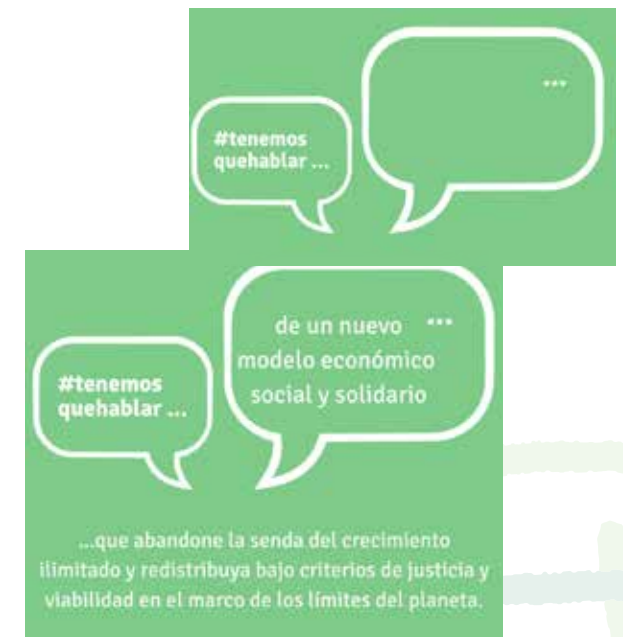 ...
#tenemos
quehablar ...
de un nuevo ...
modelo económico
social y solidario
#tenemos
quehablar ...
...que abandone la senda del crecimiento
ilimitado y redistribuya bajo criterios de justicia y
viabilidad en el marco de los límites del planeta.